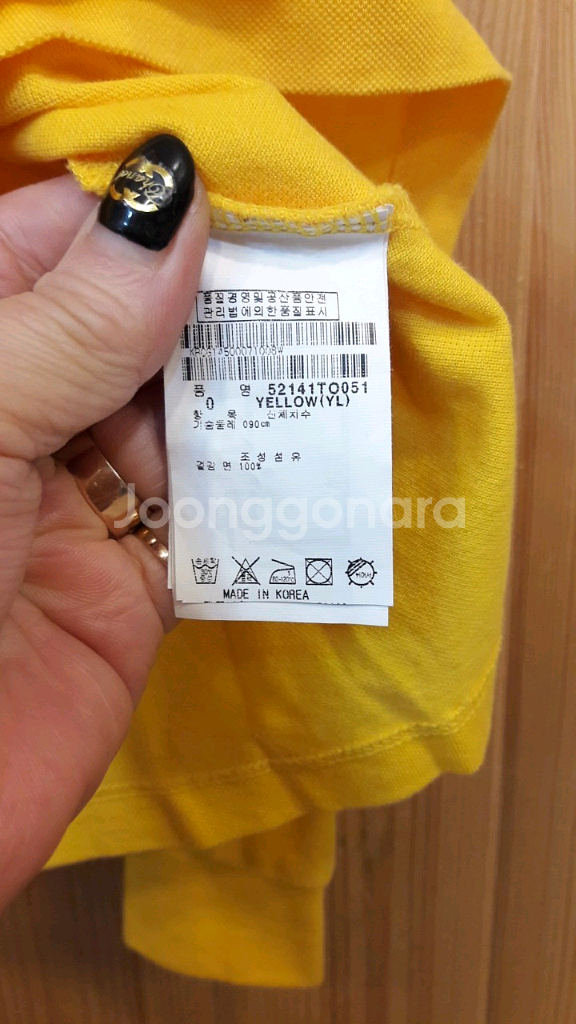 품질경영및공산품안전
관리법에의한품질표시
품 명 52141TO051
0 YELLOW(YL)
항 목 신체지수
가슴둘레 090cm
조성섬유
겉감 면 100%
Joonggonara
MADE IN KOREA